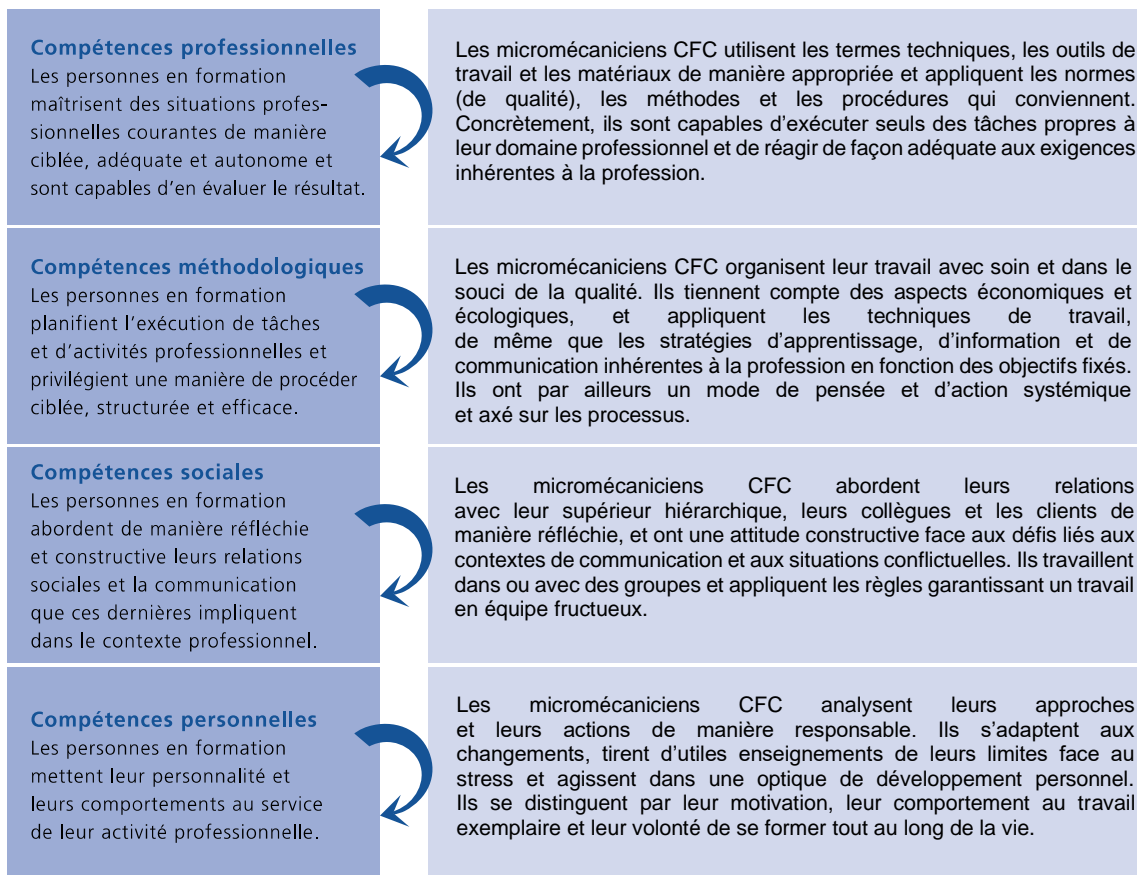 Compétences professionnelles
Les personnes en formation
maîtrisent des situations profes-
sionnelles courantes de manière
ciblée, adéquate et autonome et
sont capables d'en évaluer le résultat.
Les micromécaniciens CFC utilisent les termes techniques, les outils de
travail et les matériaux de manière appropriée et appliquent les normes
(de qualité), les méthodes et les procédures qui conviennent.
Concrètement, ils sont capables d'exécuter seuls des tâches propres à
leur domaine professionnel et de réagir de façon adéquate aux exigences
inhérentes à la profession.
Compétences méthodologiques
Les personnes en formation
planifient l'exécution de tâches
et d'activités professionnelles et
privilégient une manière de procéder
ciblée, structurée et efficace.
Les micromécaniciens CFC organisent leur travail avec soin et dans le
souci de la qualité. Ils tiennent compte des aspects économiques et
écologiques, et appliquent les techniques de travail,
de même que les stratégies d'apprentissage, d'information et de
communication inhérentes à la profession en fonction des objectifs fixés.
Ils ont par ailleurs un mode de pensée et d'action systémique
et axé sur les processus.
Compétences sociales
Les personnes en formation
abordent de manière réfléchie
et constructive leurs relations
sociales et la communication
que ces dernières impliquent
dans le contexte professionnel.
Les micromécaniciens CFC abordent leurs relations
avec leur supérieur hiérarchique, leurs collègues et les clients de
manière réfléchie, et ont une attitude constructive face aux défis liés aux
contextes de communication et aux situations conflictuelles. Ils travaillent
dans ou avec des groupes et appliquent les règles garantissant un travail
en équipe fructueux.
Compétences personnelles
Les personnes en formation
mettent leur personnalité et
leurs comportements au service
de leur activité professionnelle.
Les micromécaniciens CFC analysent leurs approches
et leurs actions de manière responsable. Ils s'adaptent aux
changements, tirent d'utiles enseignements de leurs limites face au
stress et agissent dans une optique de développement personnel.
Ils se distinguent par leur motivation, leur comportement au travail
exemplaire et leur volonté de se former tout au long de la vie.